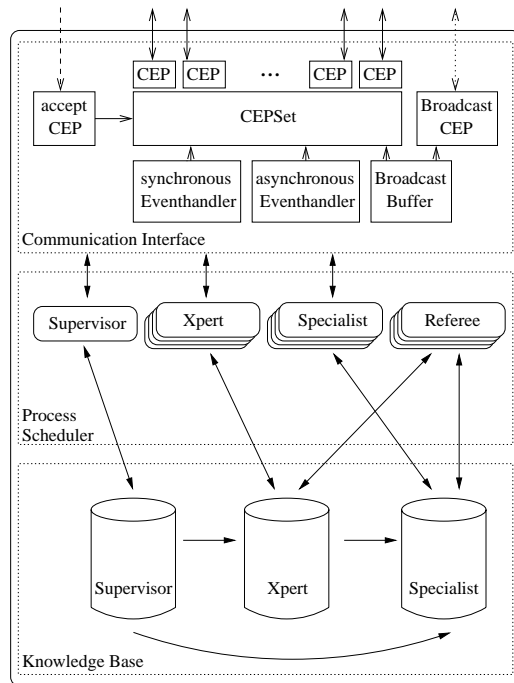 CEP
CEP
...
CEP
CEP
accept
CEP
CEPSet
Broadcast
CEP
synchronous
Eventhandler
asynchronous
Eventhandler
Broadcast
Buffer
Communication Interface
Supervisor
Xpert
Specialist
Referee
Process
Scheduler
Supervisor
Xpert
Specialist
Knowledge Base